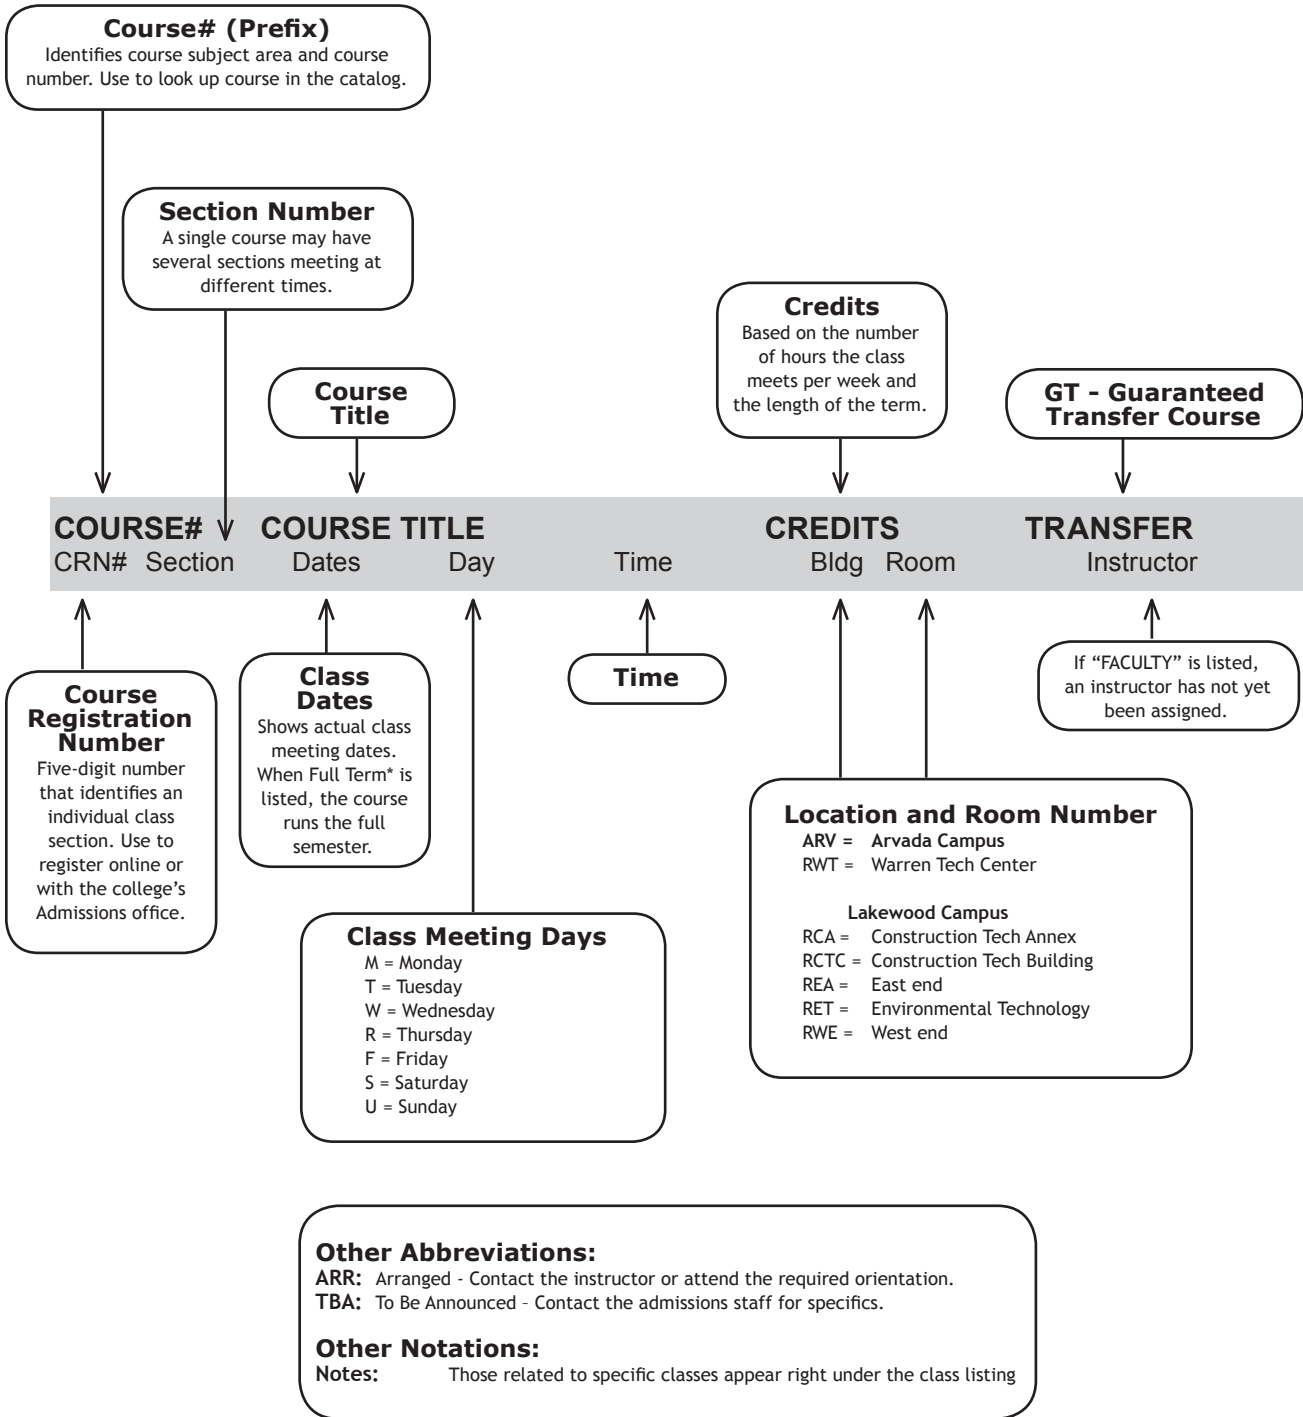 Course# (Prefix)
Identifies course subject area and course
number. Use to look up course in the catalog.
Section Number
A single course may have
several sections meeting at
different times.
Credits
Based on the number
of hours the class
meets per week and
the length of the term.
Course
Title
GT - Guaranteed
Transfer Course
COURSE# COURSE TITLE CREDITS TRANSFER
CRN# Section Dates Day Time Bldg Room Instructor
Course
Registration
Number
Five-digit number
that identifies an
individual class
section. Use to
register online or
with the college’s
Admissions office.
Class
Dates
Shows actual class
meeting dates.
When Full Term* is
listed, the course
runs the full
semester.
Time
If “FACULTY” is listed,
an instructor has not yet
been assigned.
Class Meeting Days
M = Monday
T = Tuesday
W = Wednesday
R = Thursday
F = Friday
S = Saturday
U = Sunday
Location and Room Number
ARV = Arvada Campus
RWT = Warren Tech Center
Lakewood Campus
RCA = Construction Tech Annex
RCTC = Construction Tech Building
REA = East end
RET = Environmental Technology
RWE = West end
Other Abbreviations:
ARR: Arranged - Contact the instructor or attend the required orientation.
TBA: To Be Announced – Contact the admissions staff for specifics.
Other Notations:
Notes: Those related to specific classes appear right under the class listing